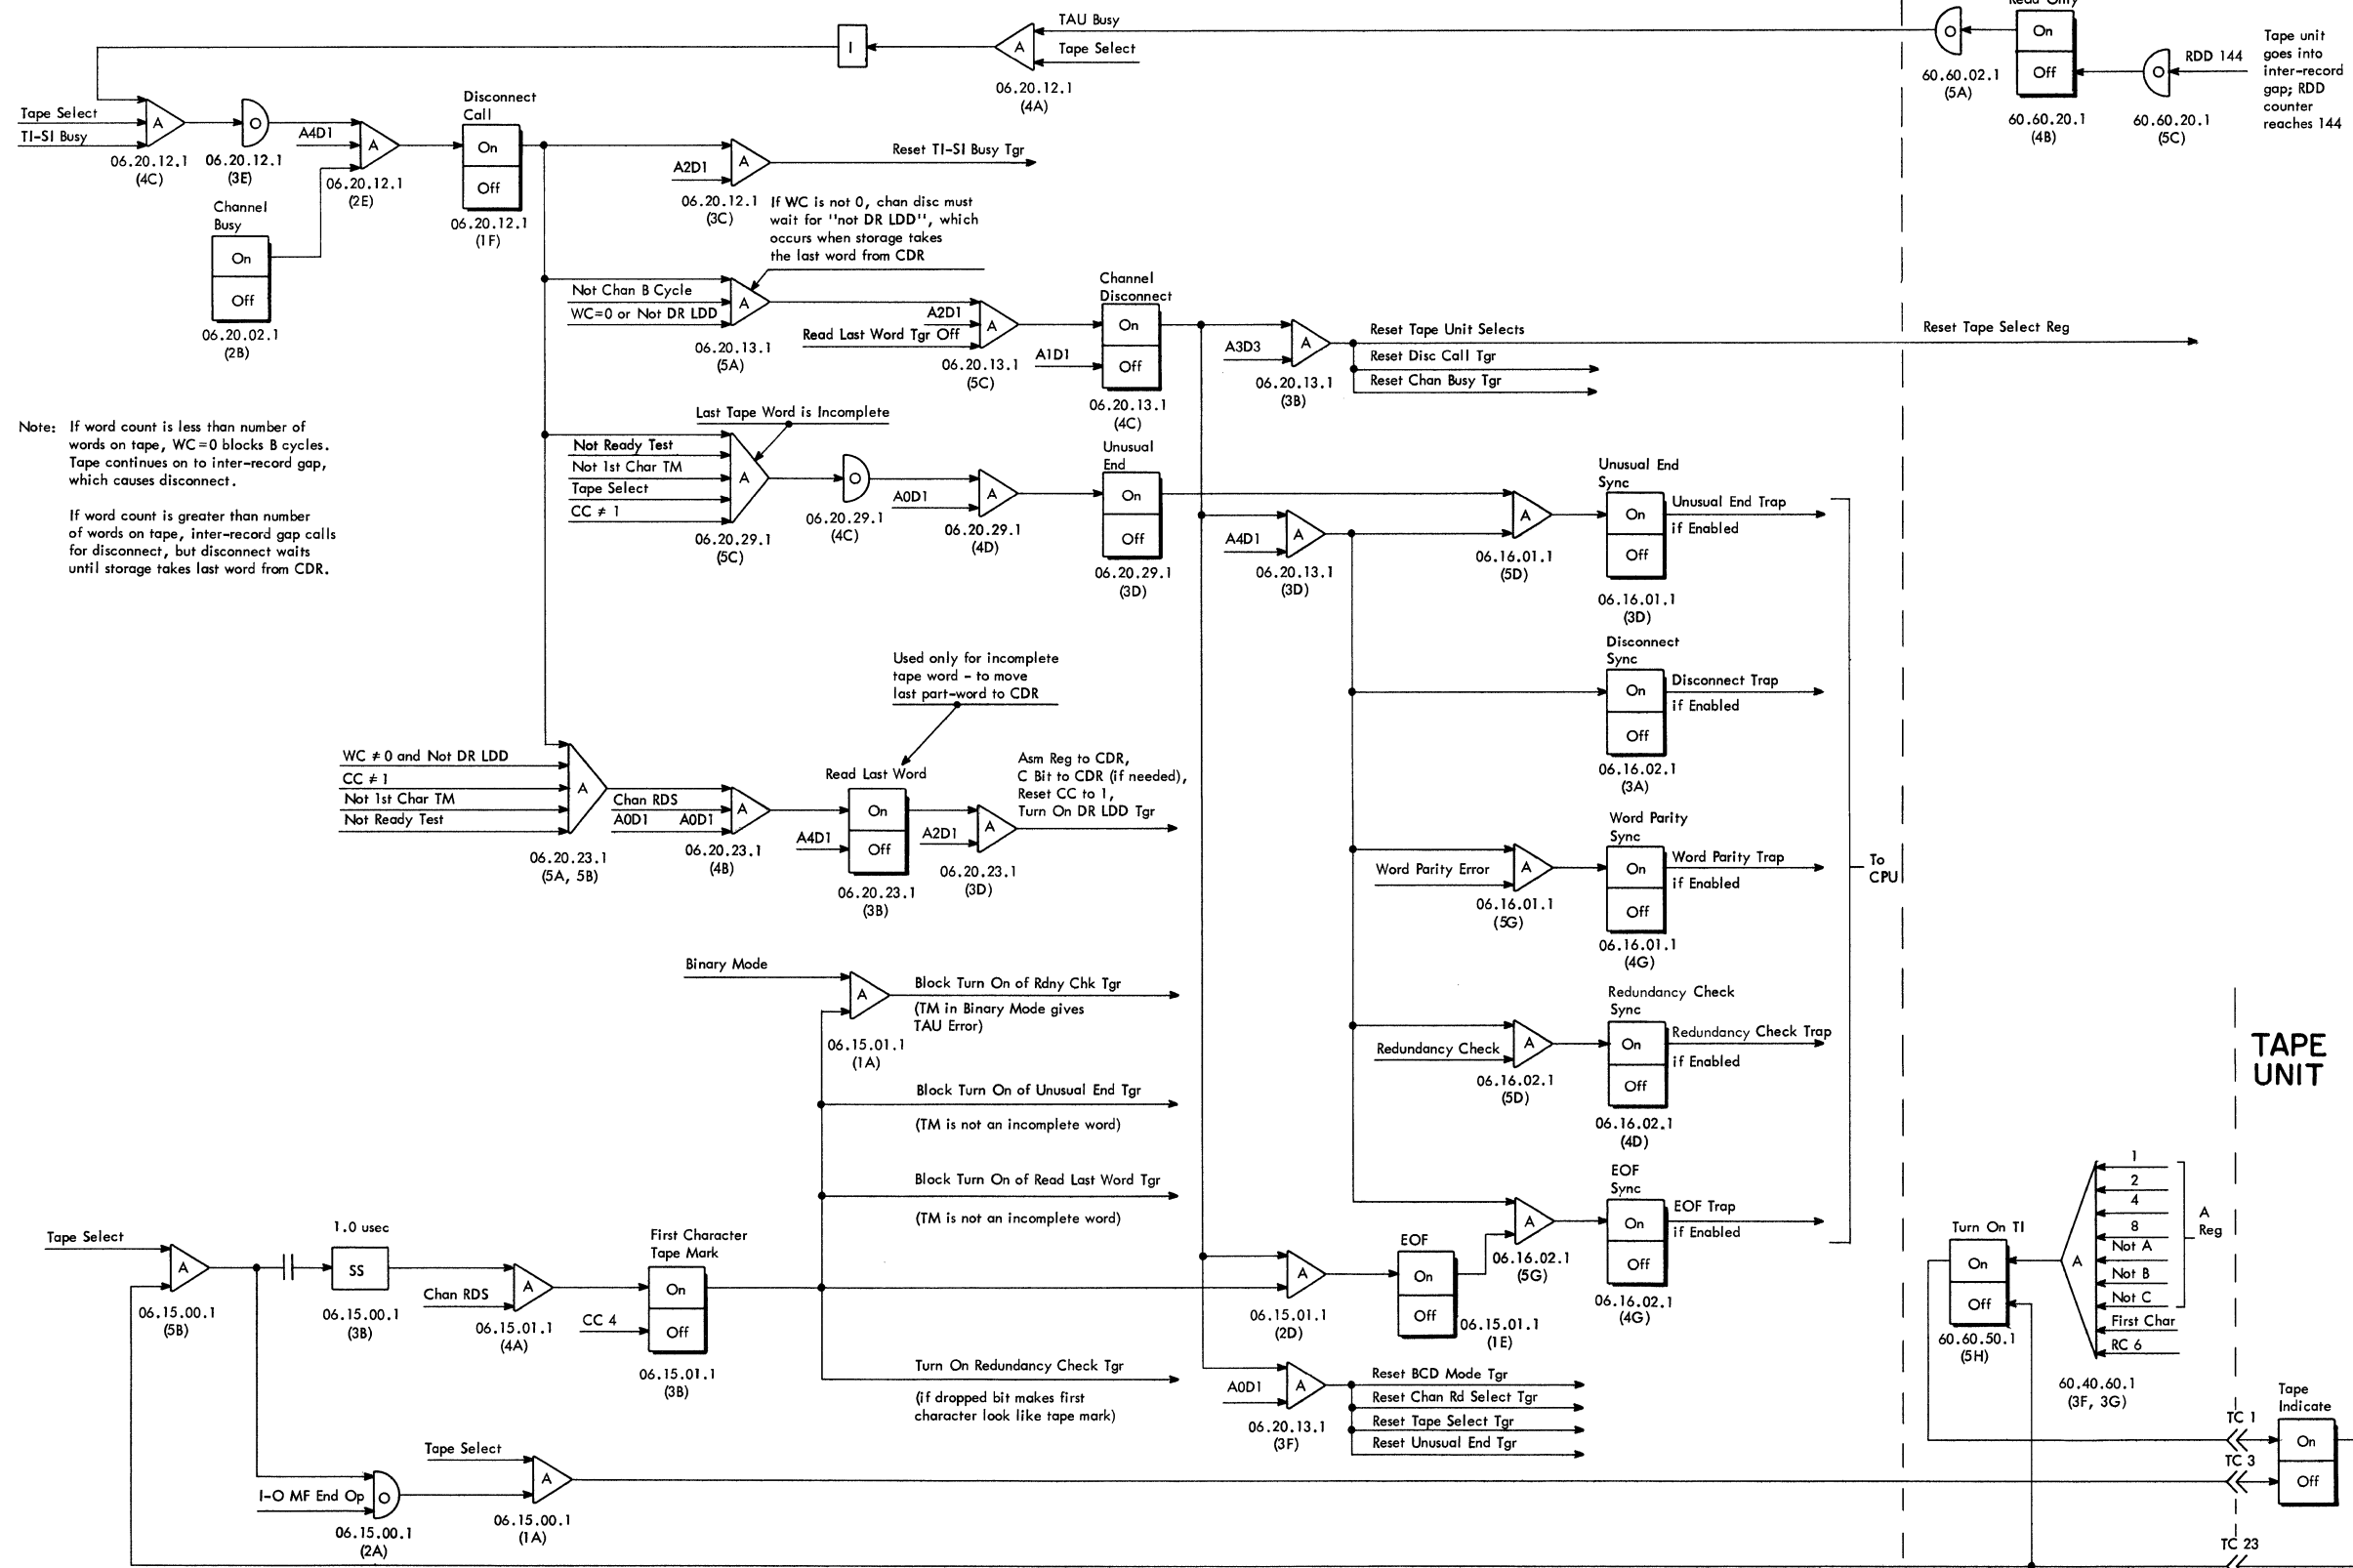 TAU Busy
Tape Select
I
A
06.20.12.1
(4A)
O
60.60.02.1
(5A)
Read Only
On
Off
60.60.20.1
(4B)
O
RDD 144
60.60.20.1
(5C)
Tape unit
goes into
inter-record
gap; RDD
counter
reaches 144
Tape Select
TI-SI Busy
A
06.20.12.1
(4C)
O
06.20.12.1
(3E)
A4D1
A
06.20.12.1
(2E)
Channel
Busy
On
Off
06.20.02.1
(2B)
Disconnect
Call
On
Off
06.20.12.1
(1F)
A2D1
A
06.20.12.1
(3C)
Reset TI-SI Busy Tgr
If WC is not 0, chan disc must
wait for "not DR LDD", which
occurs when storage takes
the last word from CDR
Not Chan B Cycle
WC=0 or Not DR LDD
A
06.20.13.1
(5A)
A2D1
Read Last Word Tgr Off
A
06.20.13.1
(5C)
A1D1
Channel
Disconnect
On
Off
06.20.13.1
(4C)
A3D3
A
06.20.13.1
(3B)
Reset Tape Unit Selects
Reset Disc Call Tgr
Reset Chan Busy Tgr
Reset Tape Select Reg
Note: If word count is less than number of
words on tape, WC=0 blocks B cycles.
Tape continues on to inter-record gap,
which causes disconnect.
If word count is greater than number
of words on tape, inter-record gap calls
for disconnect, but disconnect waits
until storage takes last word from CDR.
Last Tape Word is Incomplete
Not Ready Test
Not 1st Char TM
Tape Select
CC ≠ 1
A
06.20.29.1
(5C)
O
06.20.29.1
(4C)
A0D1
A
06.20.29.1
(4D)
Unusual
End
On
Off
06.20.29.1
(3D)
A4D1
A
06.20.13.1
(3D)
A
06.16.01.1
(5D)
Unusual End
Sync
On
Off
06.16.01.1
(3D)
Unusual End Trap
if Enabled
Disconnect
Sync
On
Off
06.16.02.1
(3A)
Disconnect Trap
if Enabled
Used only for incomplete
tape word - to move
last part-word to CDR
WC ≠ 0 and Not DR LDD
CC ≠ 1
Not 1st Char TM
Not Ready Test
A
06.20.23.1
(5A, 5B)
Chan RDS
A0D1
A0D1
A
06.20.23.1
(4B)
A4D1
Read Last Word
On
Off
06.20.23.1
(3B)
A2D1
A
06.20.23.1
(3D)
Asm Reg to CDR,
C Bit to CDR (if needed),
Reset CC to 1,
Turn On DR LDD Tgr
Word Parity Error
A
06.16.01.1
(5G)
Word Parity
Sync
On
Off
06.16.01.1
(4G)
Word Parity Trap
if Enabled
To
CPU
Binary Mode
A
06.15.01.1
(1A)
Block Turn On of Rdny Chk Tgr
(TM in Binary Mode gives
TAU Error)
Redundancy Check
A
06.16.02.1
(5D)
Redundancy Check
Sync
On
Off
06.16.02.1
(4D)
Redundancy Check Trap
if Enabled
Block Turn On of Unusual End Tgr
(TM is not an incomplete word)
Block Turn On of Read Last Word Tgr
(TM is not an incomplete word)
Tape Select
A
06.15.00.1
(5B)
1.0 usec
SS
06.15.00.1
(3B)
Chan RDS
A
06.15.01.1
(4A)
CC 4
First Character
Tape Mark
On
Off
06.15.01.1
(3B)
Turn On Redundancy Check Tgr
(if dropped bit makes first
character look like tape mark)
A
06.15.01.1
(2D)
EOF
On
Off
06.15.01.1
(1E)
A
06.16.02.1
(5G)
EOF
Sync
On
Off
06.16.02.1
(4G)
EOF Trap
if Enabled
A0D1
A
06.20.13.1
(3F)
Reset BCD Mode Tgr
Reset Chan Rd Select Tgr
Reset Tape Select Tgr
Reset Unusual End Tgr
Tape Select
I-O MF End Op
O
06.15.00.1
(2A)
A
06.15.00.1
(1A)
TAPE
UNIT
Turn On TI
On
Off
60.60.50.1
(5H)
A
1
2
4
8
Not A
Not B
Not C
First Char
RC 6
A
Reg
60.40.60.1
(3F, 3G)
TC 1
TC 3
TC 23
Tape
Indicate
On
Off